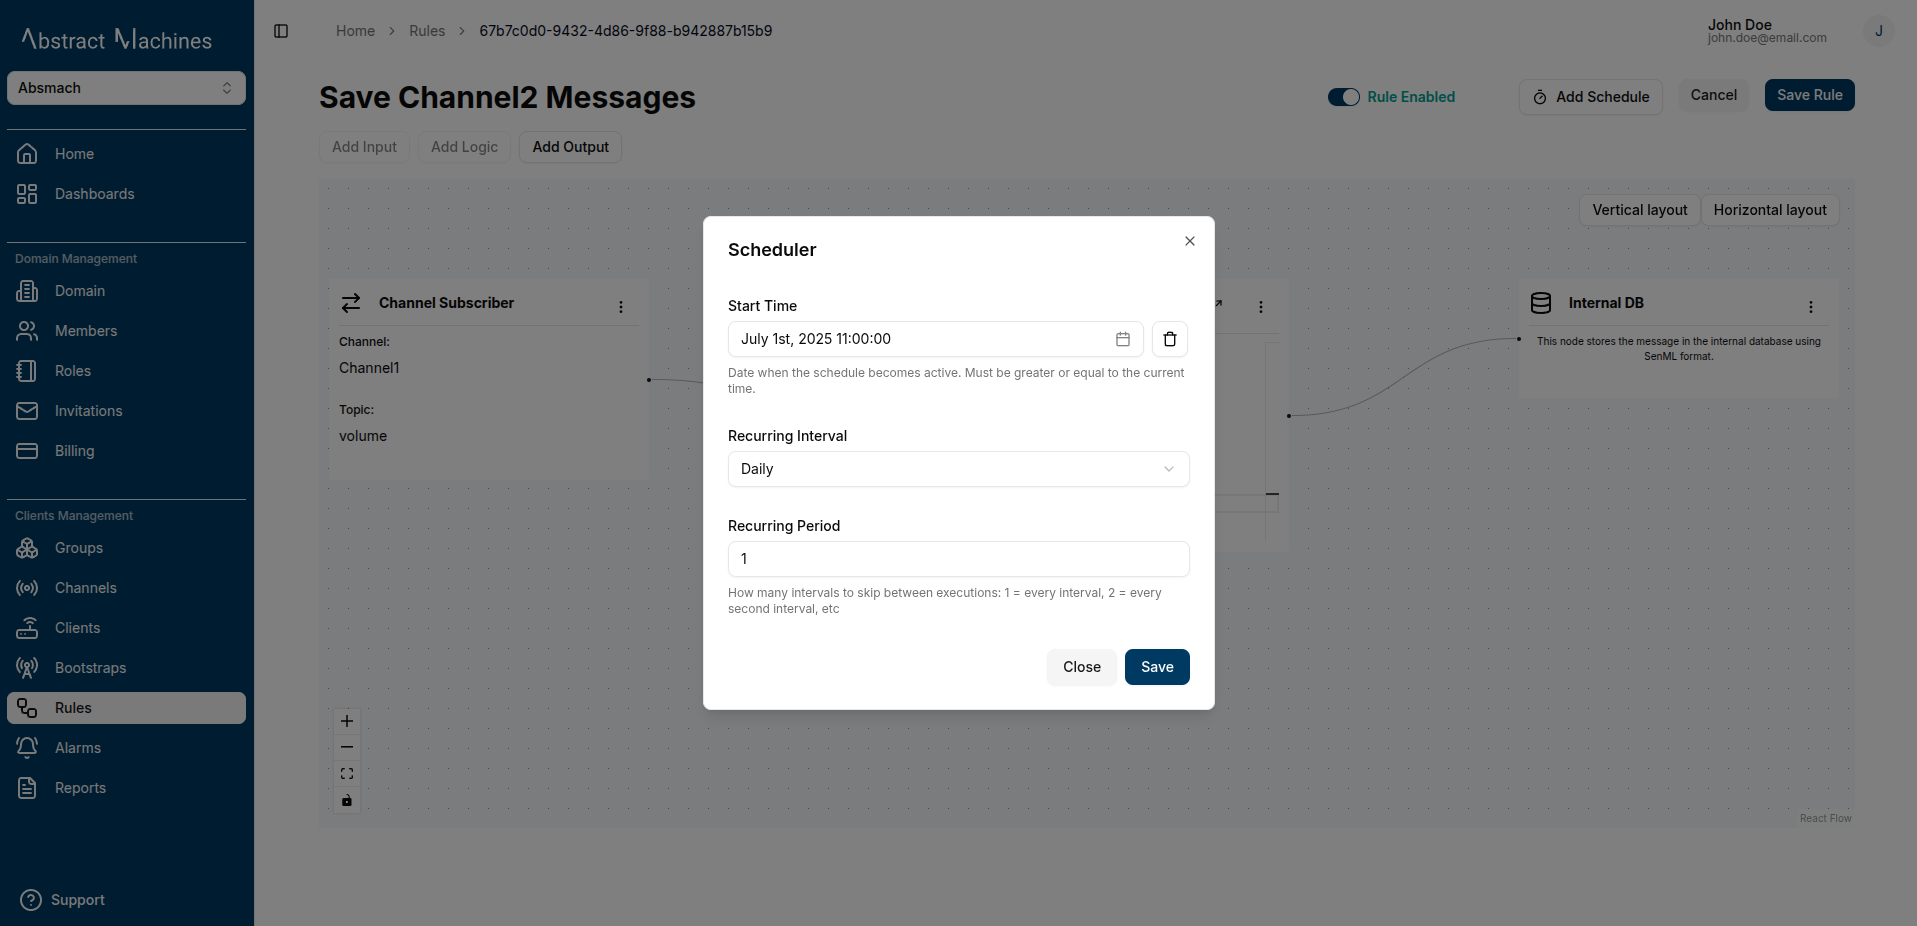 Abstract Machines
Absmach
Home
Dashboards
Domain Management
Domain
Members
Roles
Invitations
Billing
Clients Management
Groups
Channels
Clients
Bootstraps
Rules
Alarms
Reports
Support
Home > Rules > 67b7c0d0-9432-4d86-9f88-b942887b15b9
John Doe
john.doe@email.com
J
Save Channel2 Messages
Rule Enabled
Add Schedule
Cancel
Save Rule
Add Input
Add Logic
Add Output
Vertical layout
Horizontal layout
Channel Subscriber
Channel:
Channel1
Topic:
volume
Internal DB
This node stores the message in the internal database using
SenML format.
Scheduler
Start Time
July 1st, 2025 11:00:00
Date when the schedule becomes active. Must be greater or equal to the current
time.
Recurring Interval
Daily
Recurring Period
1
How many intervals to skip between executions: 1 = every interval, 2 = every
second interval, etc
Close
Save
React Flow